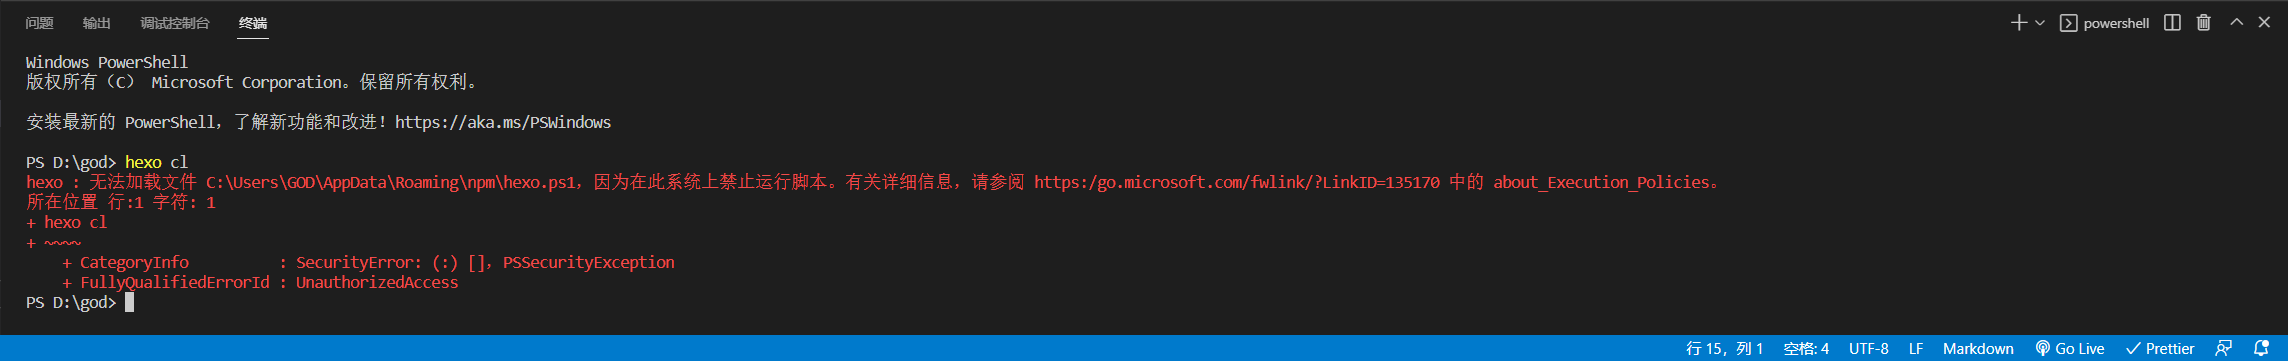 问题 输出 调试控制台 终端 powershell
Windows PowerShell
版权所有（C） Microsoft Corporation。保留所有权利。
安装最新的 PowerShell，了解新功能和改进！https://aka.ms/PSWindows
PS D:\god> hexo cl
hexo : 无法加载文件 C:\Users\GOD\AppData\Roaming\npm\hexo.ps1，因为在此系统上禁止运行脚本。有关详细信息，请参阅 https:/go.microsoft.com/fwlink/?LinkID=135170 中的 about_Execution_Policies。
所在位置 行:1 字符: 1
+ hexo cl
+ ~~~~
    + CategoryInfo          : SecurityError: (:) []，PSSecurityException
    + FullyQualifiedErrorId : UnauthorizedAccess
PS D:\god>
行 15，列 1 空格: 4 UTF-8 LF Markdown Go Live Prettier